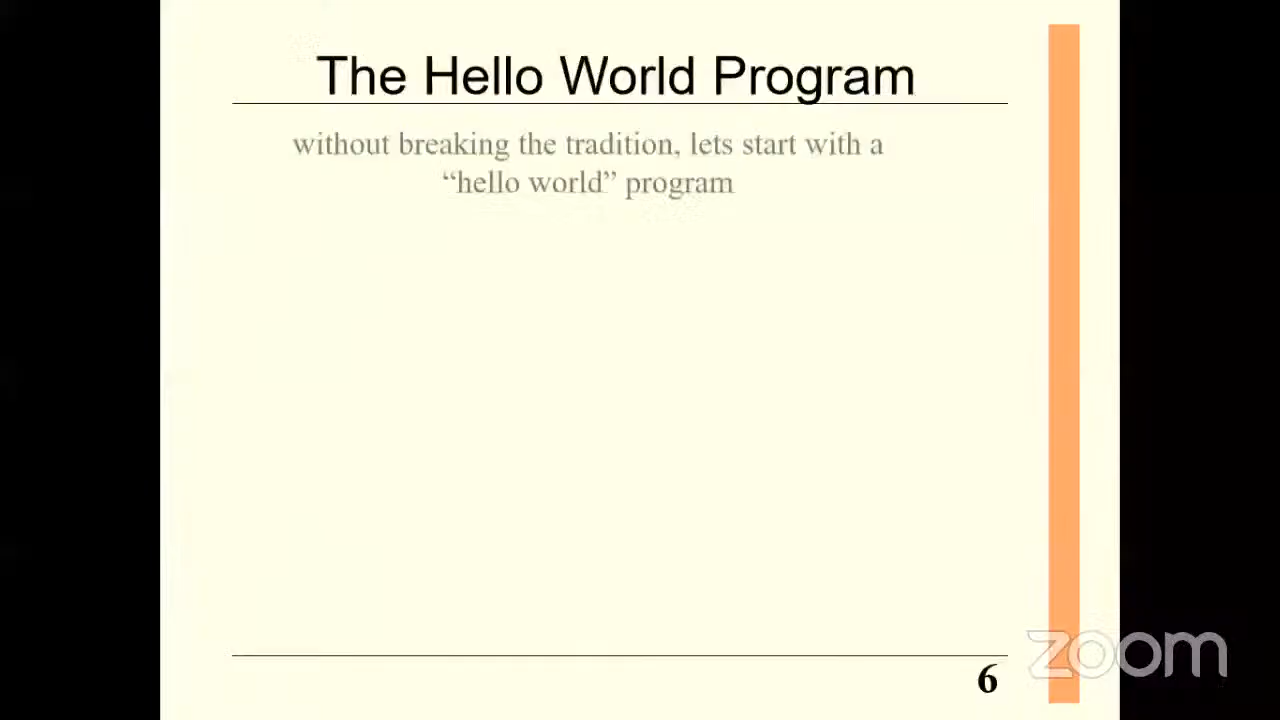 The Hello World Program
without breaking the tradition, lets start with a
“hello world” program
6
zoom